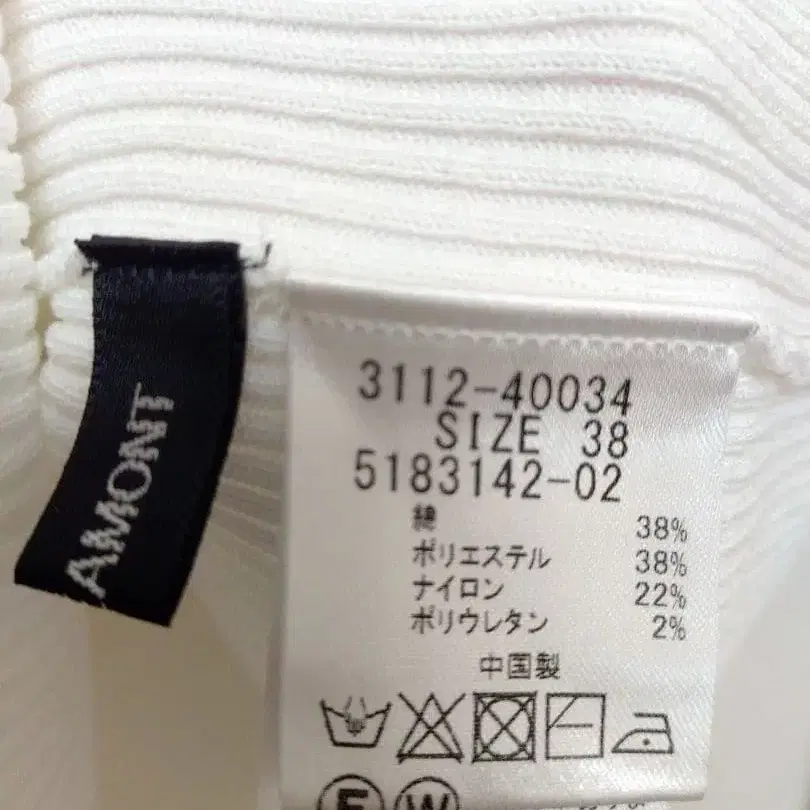 AMONT
3112-40034
SIZE 38
5183142-02
綿 38%
ポリエステル 38%
ナイロン 22%
ポリウレタン 2%
中国製
F W